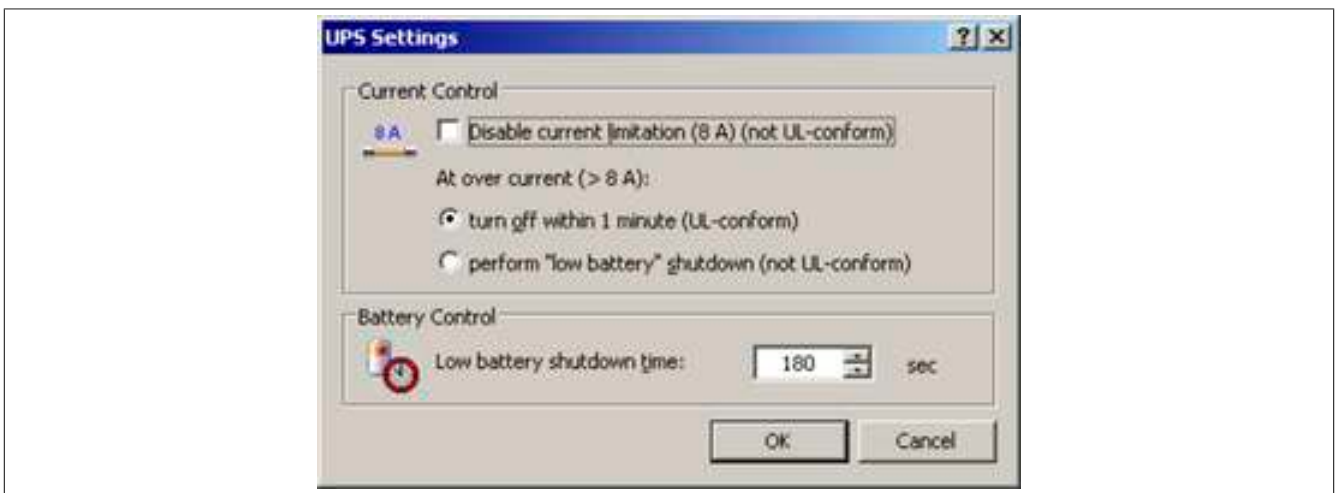 UPS Settings
Current Control
8 A
Disable current limitation (8 A) (not UL-conform)
At over current (> 8 A):
turn off within 1 minute (UL-conform)
perform "low battery" shutdown (not UL-conform)
Battery Control
Low battery shutdown time: 180 sec
OK Cancel